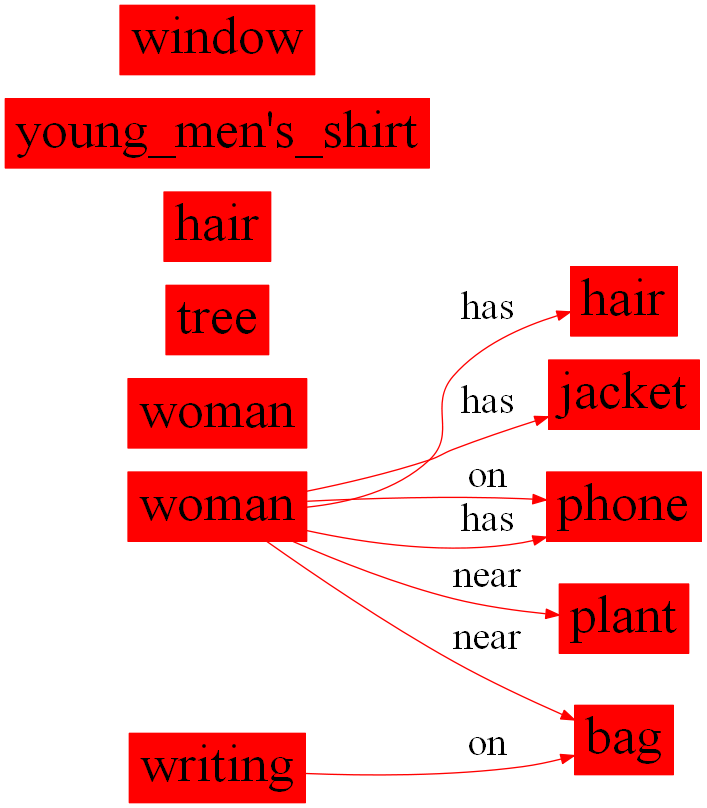 window
young_men's_shirt
hair
tree
woman
woman
writing
has
has
on
has
near
near
on
hair
jacket
phone
plant
bag